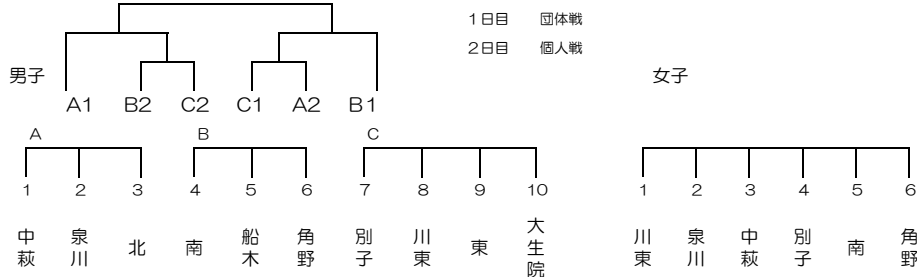 1日目 団体戦
2日目 個人戦
男子
女子
A1 B2 C2 C1 A2 B1
A B C
1 2 3 4 5 6 7 8 9 10
1 2 3 4 5 6
中萩 泉川 北 南 船木 角野 別子 川東 東 大生院
川東 泉川 中萩 別子 南 角野